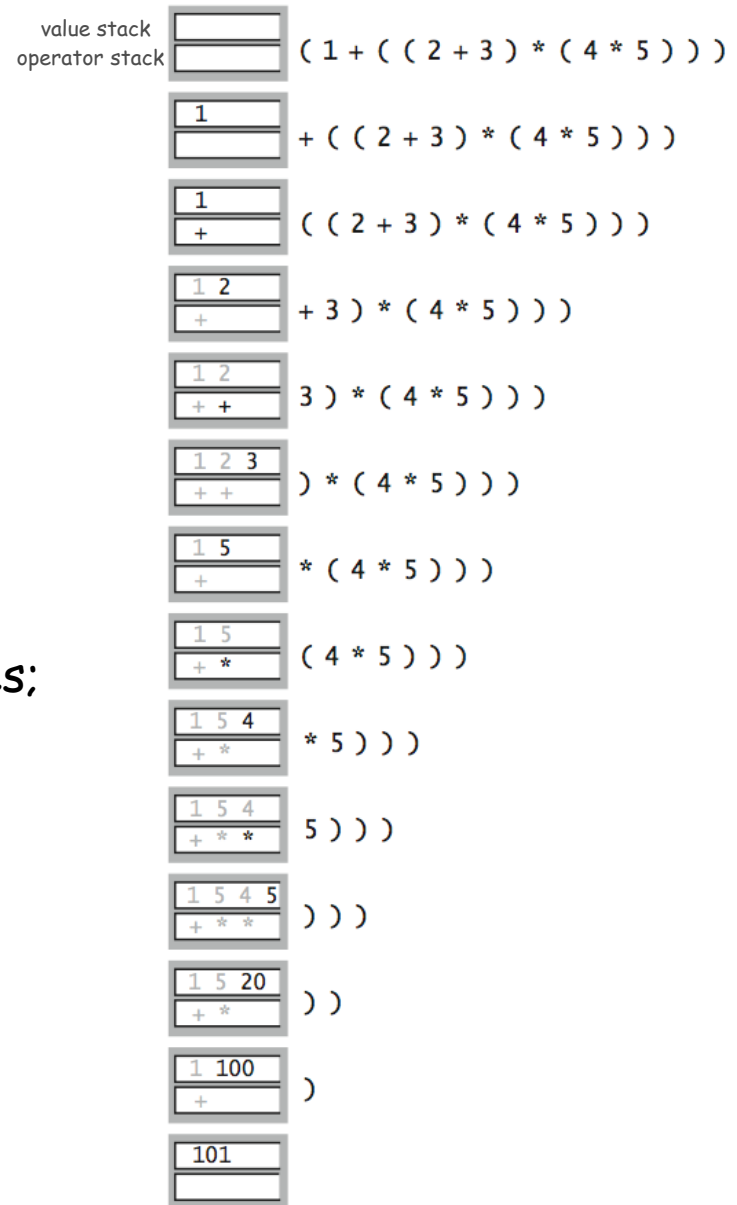 value stack
operator stack
( 1 + ( ( 2 + 3 ) * ( 4 * 5 ) ) )
1
+ ( ( 2 + 3 ) * ( 4 * 5 ) ) )
1
+
( ( 2 + 3 ) * ( 4 * 5 ) ) )
1 2
+
+ 3 ) * ( 4 * 5 ) ) )
1 2
+ +
3 ) * ( 4 * 5 ) ) )
1 2 3
+ +
) * ( 4 * 5 ) ) )
1 5
+
* ( 4 * 5 ) ) )
1 5
+ *
( 4 * 5 ) ) )
s;
1 5 4
+ *
* 5 ) ) )
1 5 4
+ * *
5 ) ) )
1 5 4 5
+ * *
) ) )
1 5 20
+ *
) )
1 100
+
)
101